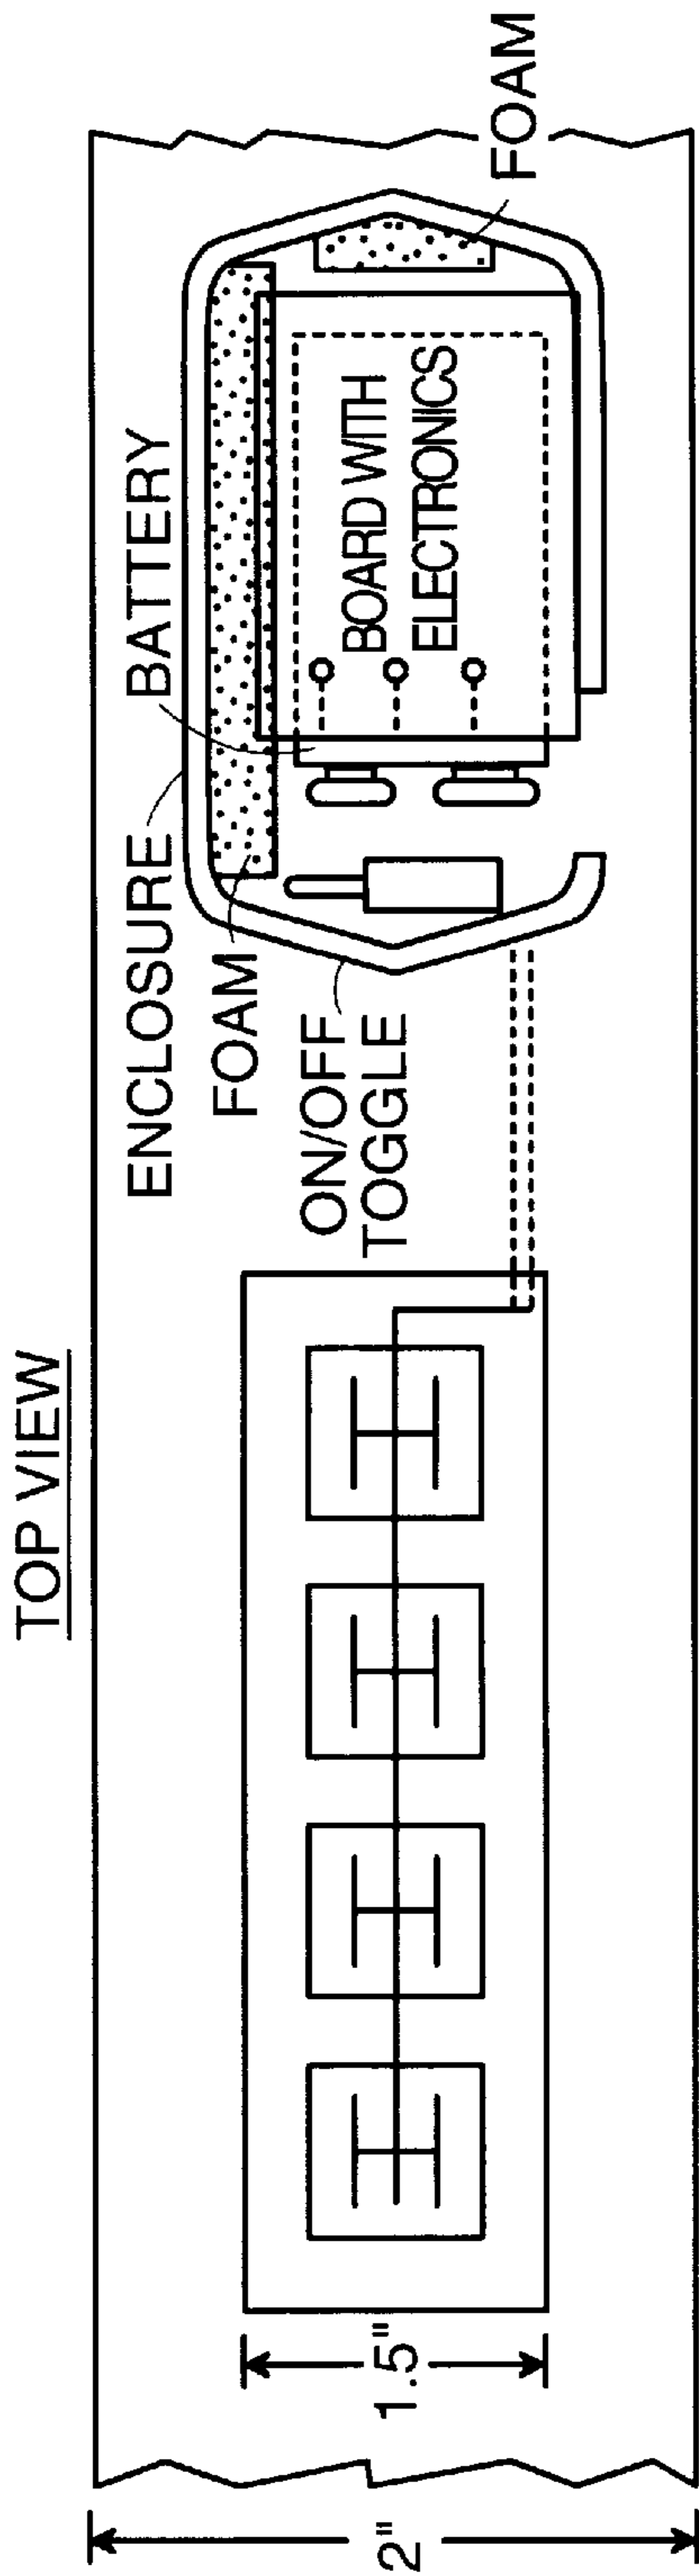 TOP VIEW
ENCLOSURE
BATTERY
FOAM
ON/OFF
TOGGLE
BOARD WITH
ELECTRONICS
FOAM
1.5"
2"